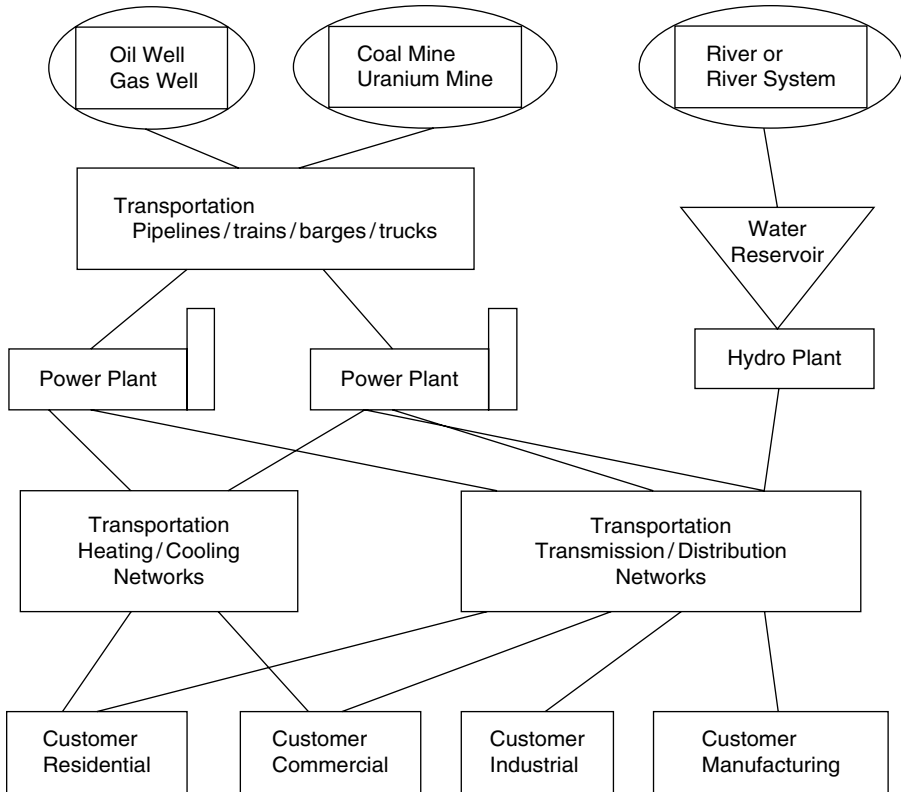 Oil Well
Gas Well
Coal Mine
Uranium Mine
River or
River System
Transportation
Pipelines/trains/barges/trucks
Water
Reservoir
Power Plant
Power Plant
Hydro Plant
Transportation
Heating/Cooling
Networks
Transportation
Transmission/Distribution
Networks
Customer
Residential
Customer
Commercial
Customer
Industrial
Customer
Manufacturing